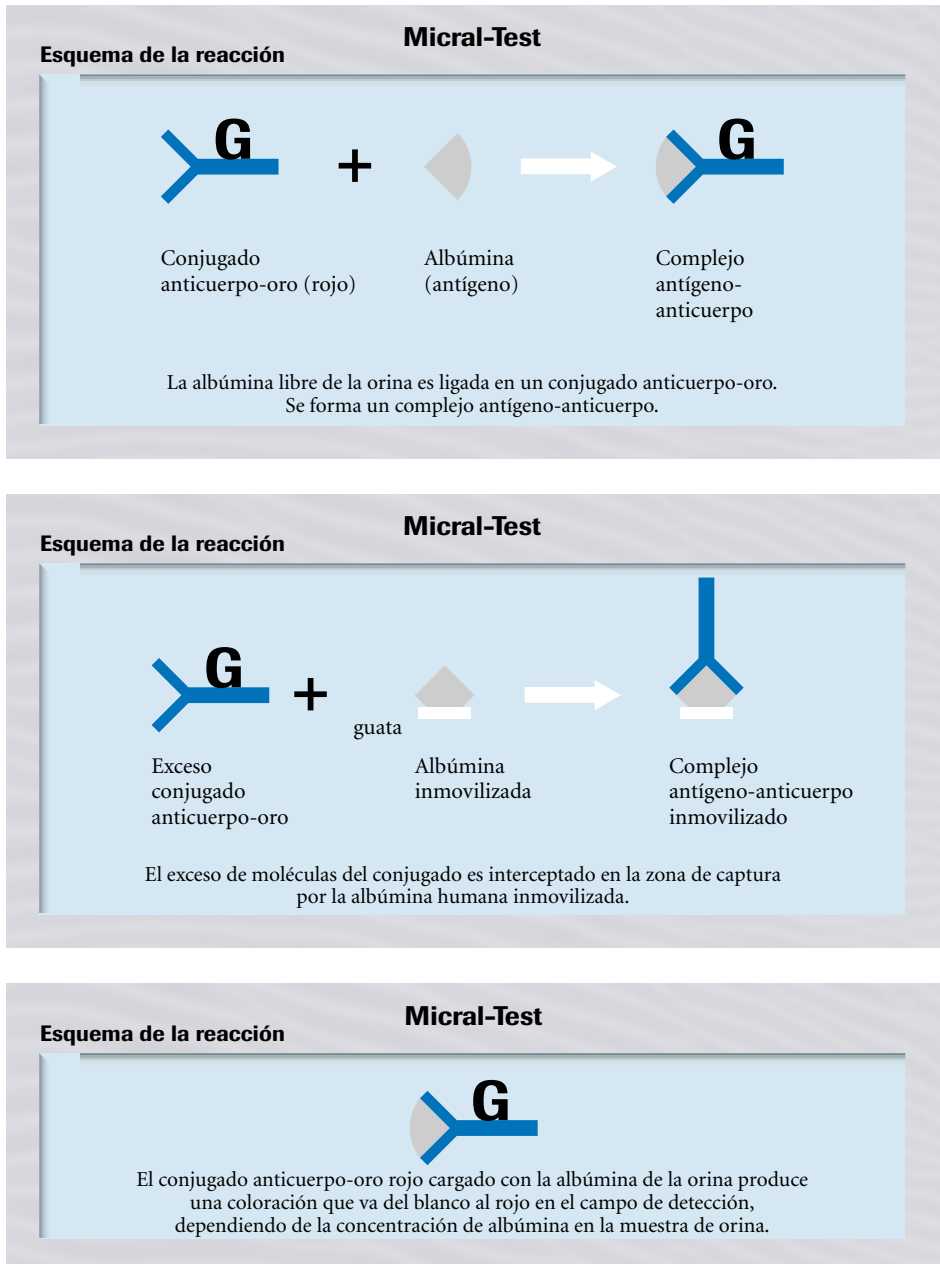 Micral-Test
Esquema de la reacción
G
G
+
Conjugado
anticuerpo-oro (rojo)
Albúmina
(antígeno)
Complejo
antígeno-
anticuerpo
La albúmina libre de la orina es ligada en un conjugado anticuerpo-oro.
Se forma un complejo antígeno-anticuerpo.
Micral-Test
Esquema de la reacción
G
+
guata
Exceso
conjugado
anticuerpo-oro
Albúmina
inmovilizada
Complejo
antígeno-anticuerpo
inmovilizado
El exceso de moléculas del conjugado es interceptado en la zona de captura
por la albúmina humana inmovilizada.
Micral-Test
Esquema de la reacción
G
El conjugado anticuerpo-oro rojo cargado con la albúmina de la orina produce
una coloración que va del blanco al rojo en el campo de detección,
dependiendo de la concentración de albúmina en la muestra de orina.